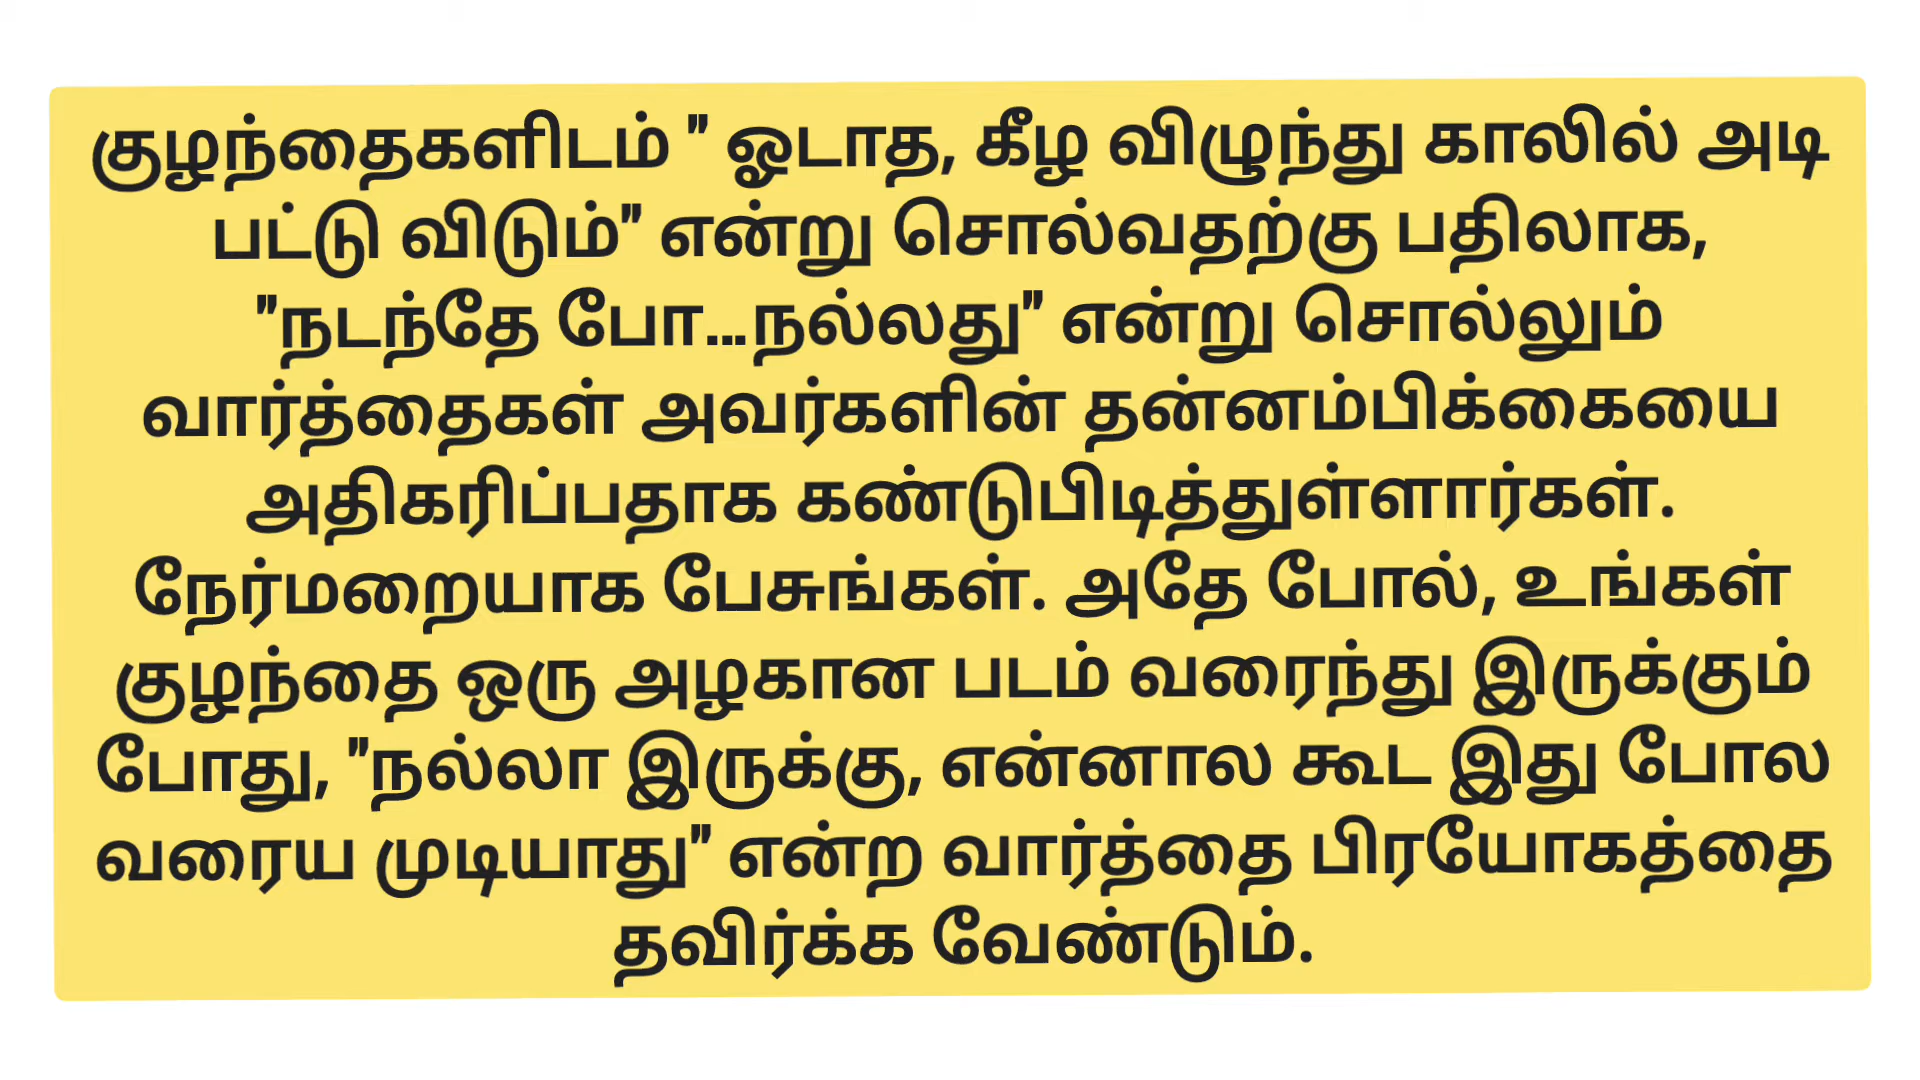 குழந்தைகளிடம் " ஓடாத, கீழ விழுந்து காலில் அடி
பட்டு விடும்" என்று சொல்வதற்கு பதிலாக,
"நடந்தே போ...நல்லது" என்று சொல்லும்
வார்த்தைகள் அவர்களின் தன்னம்பிக்கையை
அதிகரிப்பதாக கண்டுபிடித்துள்ளார்கள்.
நேர்மறையாக பேசுங்கள். அதே போல், உங்கள்
குழந்தை ஒரு அழகான படம் வரைந்து இருக்கும்
போது, "நல்லா இருக்கு, என்னால கூட இது போல
வரைய முடியாது" என்ற வார்த்தை பிரயோகத்தை
தவிர்க்க வேண்டும்.